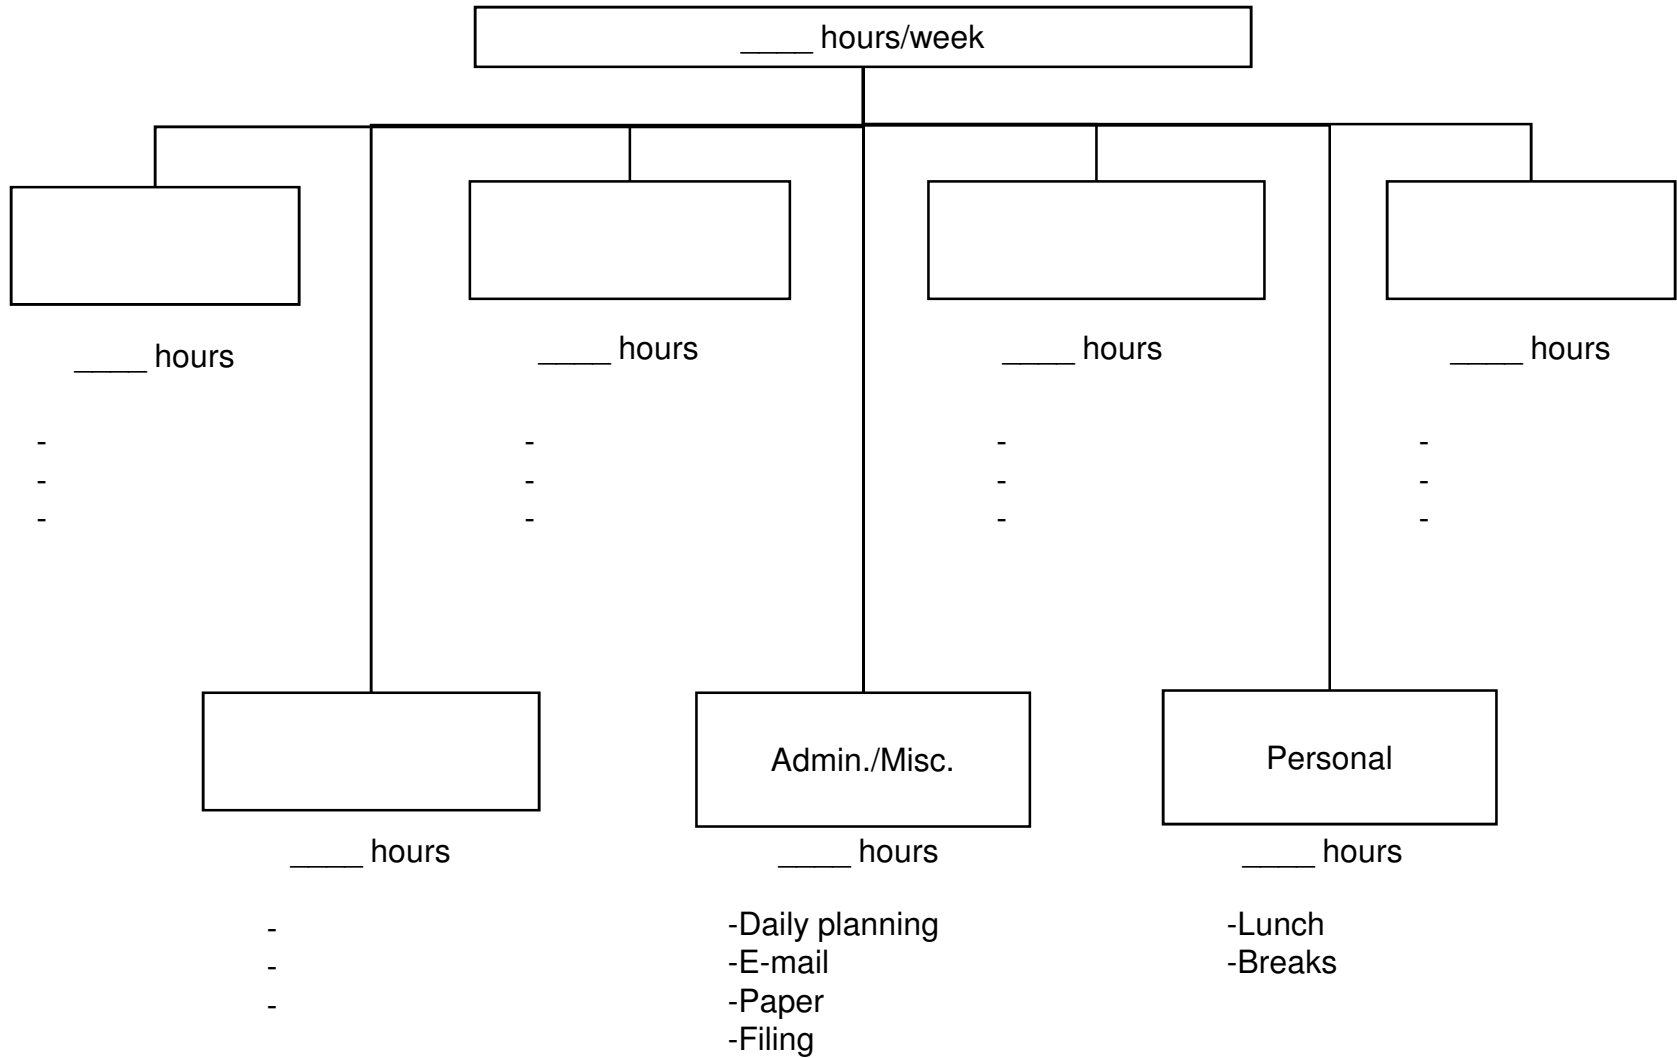 ____ hours/week
____ hours
____ hours
____ hours
____ hours
- - - -
- - - -
- - - -
Admin./Misc.
Personal
____ hours
____ hours
____ hours
-
-
-
-Daily planning
-E-mail
-Paper
-Filing
-Lunch
-Breaks